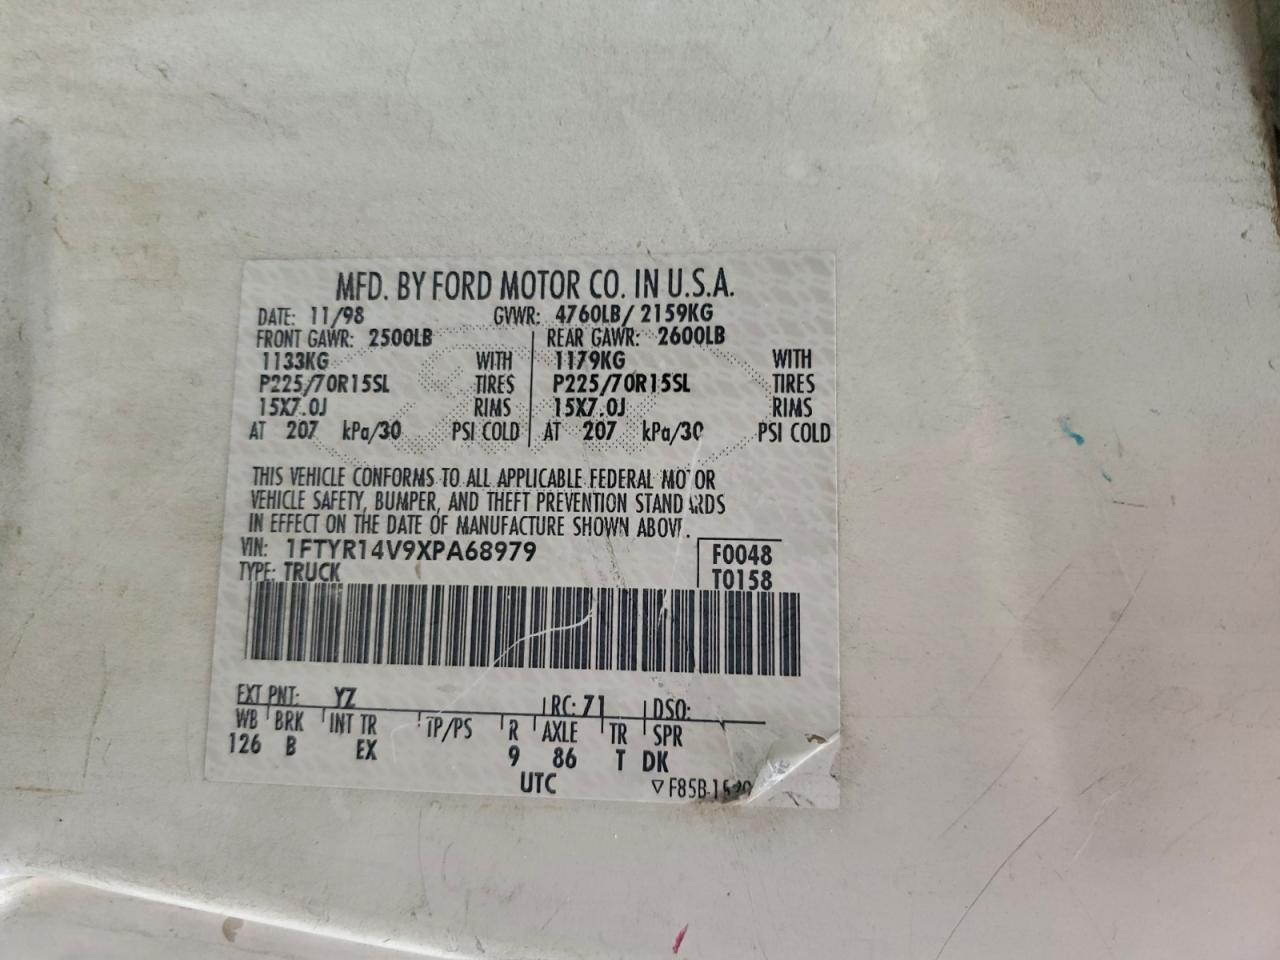 MFD. BY FORD MOTOR CO. IN U.S.A.
DATE: 11/98 GVWR: 4760LB/ 2159KG
FRONT GAWR: 2500LB REAR GAWR: 2600LB
1133KG WITH 1179KG WITH
P225/70R15SL TIRES P225/70R15SL TIRES
15X7.0J RIMS 15X7.0J RIMS
AT 207 kPa/30 PSI COLD AT 207 kPa/30 PSI COLD
THIS VEHICLE CONFORMS TO ALL APPLICABLE FEDERAL MOTOR
VEHICLE SAFETY, BUMPER, AND THEFT PREVENTION STANDARDS
IN EFFECT ON THE DATE OF MANUFACTURE SHOWN ABOVE.
VIN: 1FTYR14V9XPA68979 F0048
TYPE: TRUCK T0158
EXT PNT: YZ RC: 71 DSO:
WB BRK INT TR TP/PS R AXLE TR SPR
126 B EX 9 86 T DK
UTC ▽ F85B-